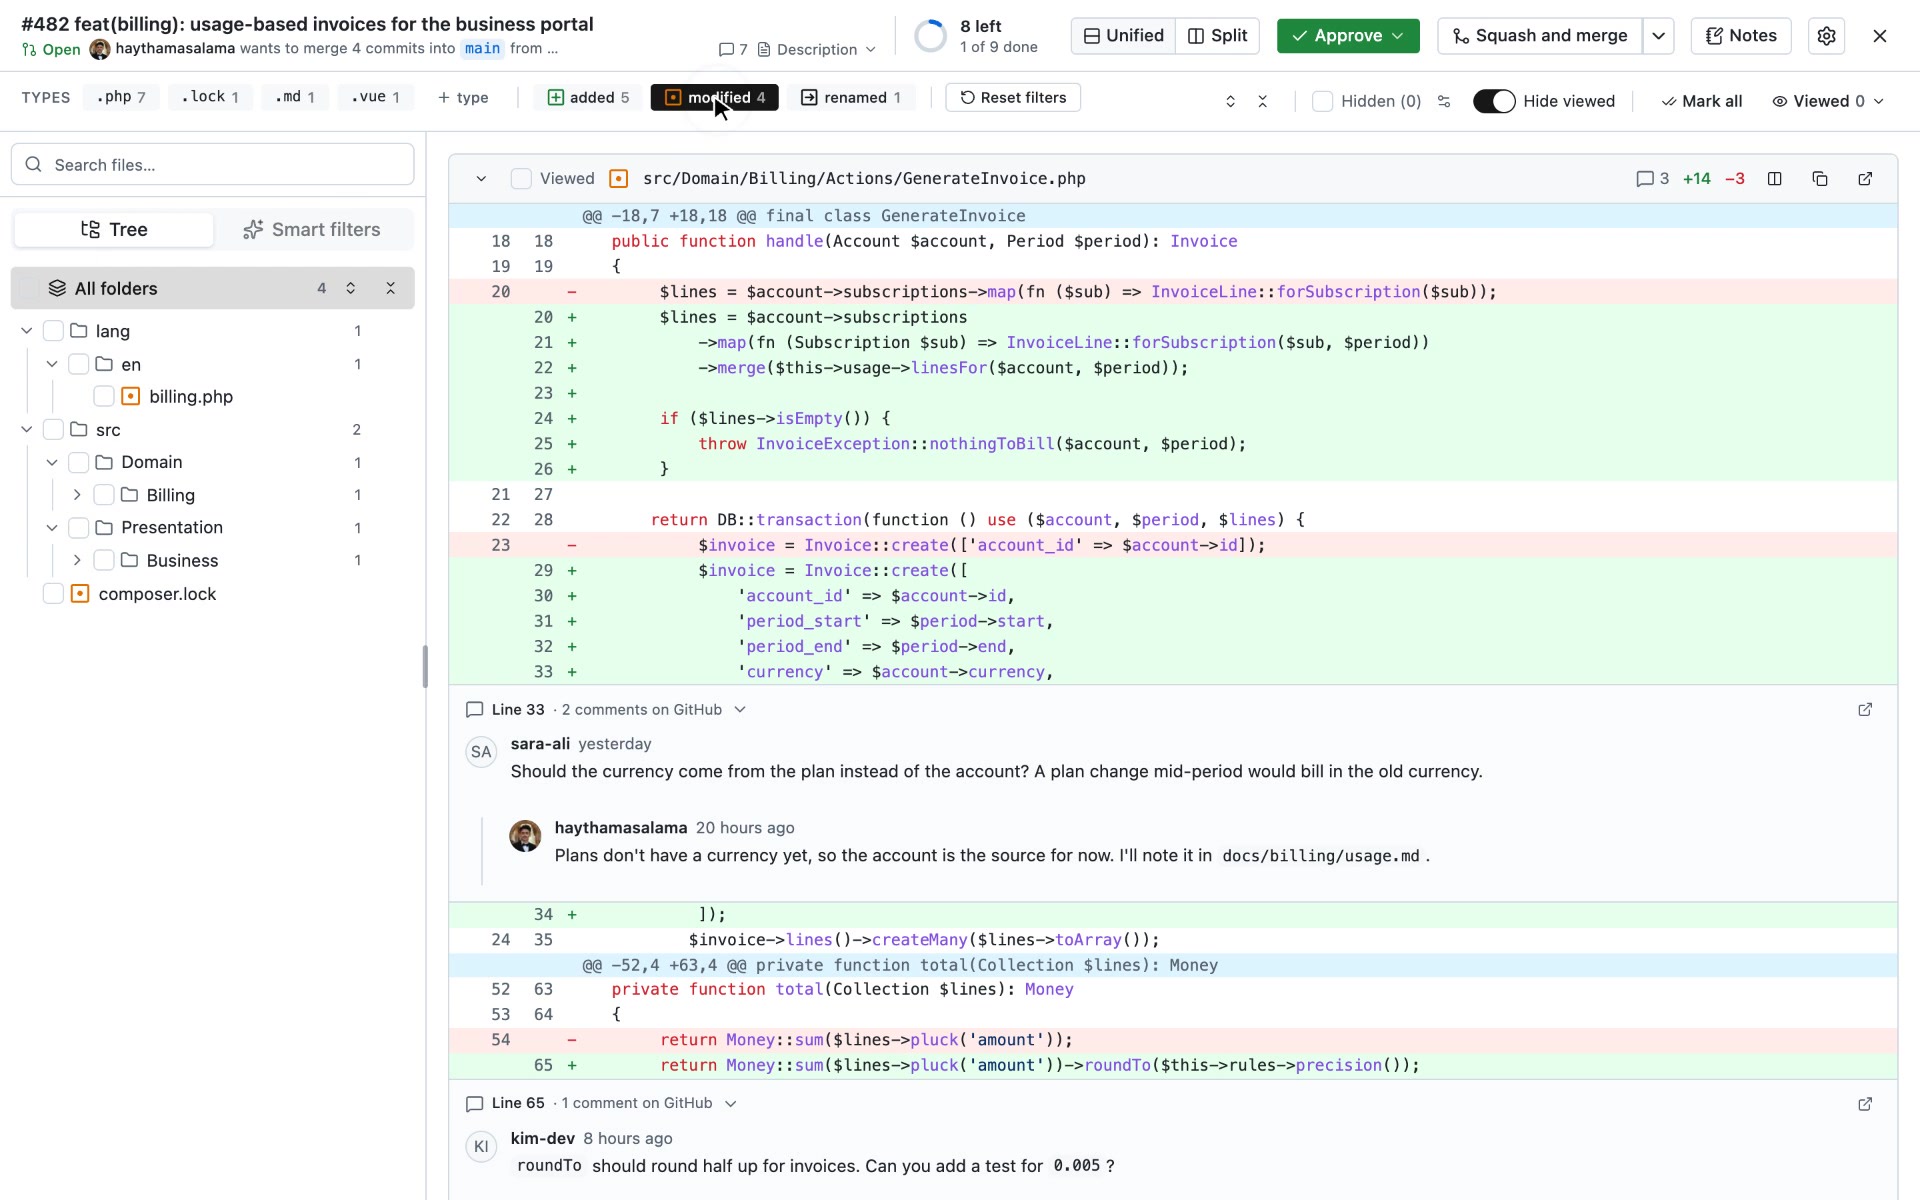 #482 feat(billing): usage-based invoices for the business portal
Open haythamasalama wants to merge 4 commits into main from ...
7 Description
8 left
1 of 9 done
Unified Split
Approve
Squash and merge
Notes
TYPES .php 7 .lock 1 .md 1 .vue 1 + type
added 5 modified 4 renamed 1
Reset filters
Hidden (0)
Hide viewed
Mark all
Viewed 0
Search files...
Tree Smart filters
All folders 4
lang 1
en 1
billing.php
src 2
Domain 1
Billing 1
Presentation 1
Business 1
composer.lock
Viewed src/Domain/Billing/Actions/GenerateInvoice.php 3 +14 −3
@@ −18,7 +18,18 @@ final class GenerateInvoice
18 18 public function handle(Account $account, Period $period): Invoice
19 19 {
20 − $lines = $account->subscriptions->map(fn ($sub) => InvoiceLine::forSubscription($sub));
20 + $lines = $account->subscriptions
21 + ->map(fn (Subscription $sub) => InvoiceLine::forSubscription($sub, $period))
22 + ->merge($this->usage->linesFor($account, $period));
23 +
24 + if ($lines->isEmpty()) {
25 + throw InvoiceException::nothingToBill($account, $period);
26 + }
21 27
22 28 return DB::transaction(function () use ($account, $period, $lines) {
23 − $invoice = Invoice::create(['account_id' => $account->id]);
29 + $invoice = Invoice::create([
30 + 'account_id' => $account->id,
31 + 'period_start' => $period->start,
32 + 'period_end' => $period->end,
33 + 'currency' => $account->currency,
Line 33 · 2 comments on GitHub
SA sara-ali yesterday
Should the currency come from the plan instead of the account? A plan change mid-period would bill in the old currency.
haythamasalama 20 hours ago
Plans don't have a currency yet, so the account is the source for now. I'll note it in docs/billing/usage.md .
34 + ]);
24 35 $invoice->lines()->createMany($lines->toArray());
@@ −52,4 +63,4 @@ private function total(Collection $lines): Money
52 63 private function total(Collection $lines): Money
53 64 {
54 − return Money::sum($lines->pluck('amount'));
65 + return Money::sum($lines->pluck('amount'))->roundTo($this->rules->precision());
Line 65 · 1 comment on GitHub
KI kim-dev 8 hours ago
roundTo should round half up for invoices. Can you add a test for 0.005 ?